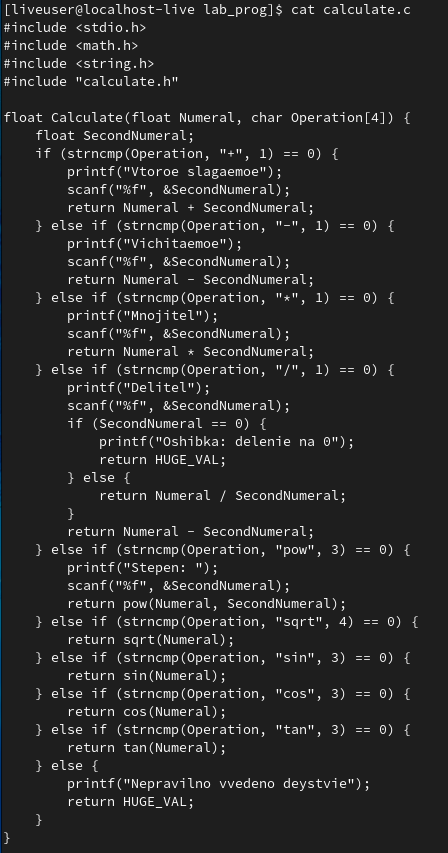 [liveuser@localhost-live lab_prog]$ cat calculate.c
#include <stdio.h>
#include <math.h>
#include <string.h>
#include "calculate.h"

float Calculate(float Numeral, char Operation[4]) {
    float SecondNumeral;
    if (strncmp(Operation, "+", 1) == 0) {
        printf("Vtoroe slagaemoe");
        scanf("%f", &SecondNumeral);
        return Numeral + SecondNumeral;
    } else if (strncmp(Operation, "-", 1) == 0) {
        printf("Vichitaemoe");
        scanf("%f", &SecondNumeral);
        return Numeral - SecondNumeral;
    } else if (strncmp(Operation, "*", 1) == 0) {
        printf("Mnojitel");
        scanf("%f", &SecondNumeral);
        return Numeral * SecondNumeral;
    } else if (strncmp(Operation, "/", 1) == 0) {
        printf("Delitel");
        scanf("%f", &SecondNumeral);
        if (SecondNumeral == 0) {
            printf("Oshibka: delenie na 0");
            return HUGE_VAL;
        } else {
            return Numeral / SecondNumeral;
        }
        return Numeral - SecondNumeral;
    } else if (strncmp(Operation, "pow", 3) == 0) {
        printf("Stepen: ");
        scanf("%f", &SecondNumeral);
        return pow(Numeral, SecondNumeral);
    } else if (strncmp(Operation, "sqrt", 4) == 0) {
        return sqrt(Numeral);
    } else if (strncmp(Operation, "sin", 3) == 0) {
        return sin(Numeral);
    } else if (strncmp(Operation, "cos", 3) == 0) {
        return cos(Numeral);
    } else if (strncmp(Operation, "tan", 3) == 0) {
        return tan(Numeral);
    } else {
        printf("Nepravilno vvedeno deystvie");
        return HUGE_VAL;
    }
}